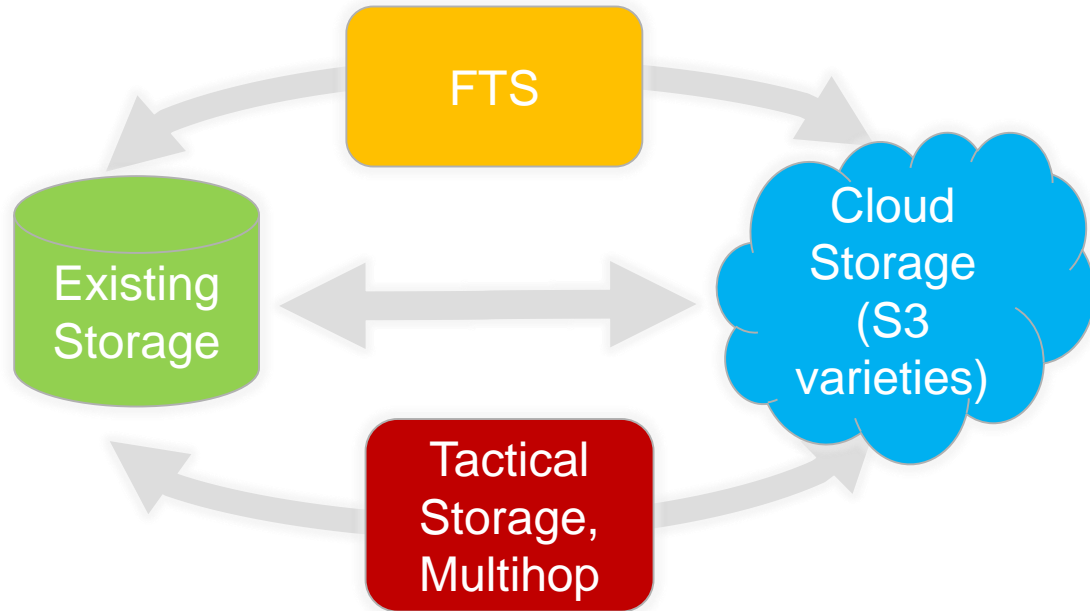 FTS
Existing
Storage
Cloud
Storage
(S3
varieties)
Tactical
Storage,
Multihop